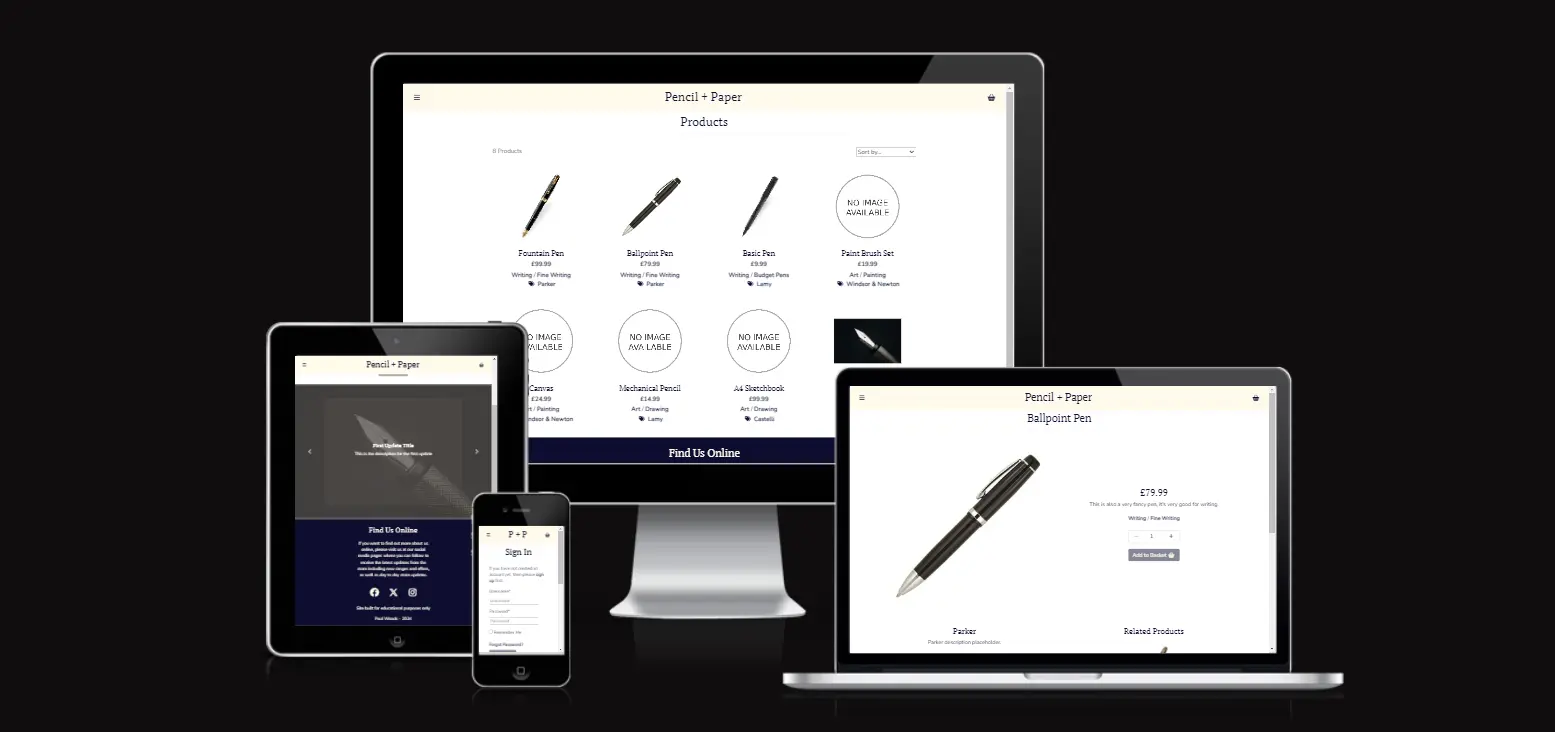 Pencil + Paper
Products
8 Products
Sort by...
NO IMAGE
AVAILABLE
Fountain Pen
£99.99
Writing / Fine Writing
Parker
Ballpoint Pen
£79.99
Writing / Fine Writing
Parker
Basic Pen
£9.99
Writing / Budget Pens
Lamy
Paint Brush Set
£19.99
Art / Painting
Windsor & Newton
NO IMAGE
AVAILABLE
NO IMAGE
AVAILABLE
Canvas
£24.99
/ Painting
& Newton
Mechanical Pencil
£14.99
Art / Drawing
Lamy
A4 Sketchbook
£99.99
Art / Drawing
Castelli
Find Us Online
Pencil + Paper
First Update Title
This is the description for the first update
Find Us Online
If you want to find out more about us
online, please visit us at our social
media pages where you can follow to
receive the latest updates from the
store including new ranges and offers,
as well as day to day store updates.
Site built for educational purposes only
Paul Woods - 2024
P + P
Sign In
If you have not created an
account yet, then please sign
up first.
Username*
Username
Password*
Password
Remember Me
Forgot Password?
Pencil + Paper
Ballpoint Pen
£79.99
This is also a very fancy pen, it's very good for writing.
Writing / Fine Writing
− 1 +
Add to Basket
Parker
Parker description placeholder.
Related Products